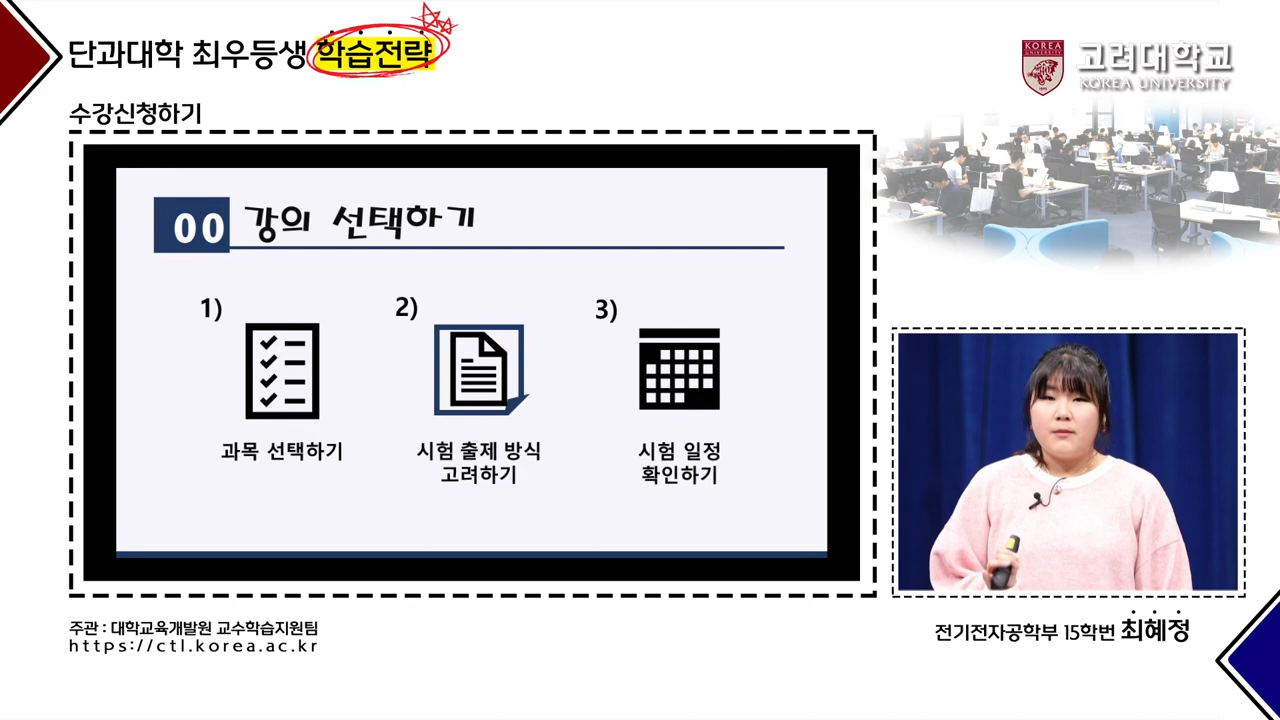 단과대학 최우등생 학습전략
KOREA
UNIVERSITY
1905
고려대학교
KOREA UNIVERSITY
수강신청하기
00 강의 선택하기
1)
2)
3)
과목 선택하기
시험 출제 방식
고려하기
시험 일정
확인하기
주관 : 대학교육개발원 교수학습지원팀
https://ctl.korea.ac.kr
전기전자공학부 15학번 최혜정